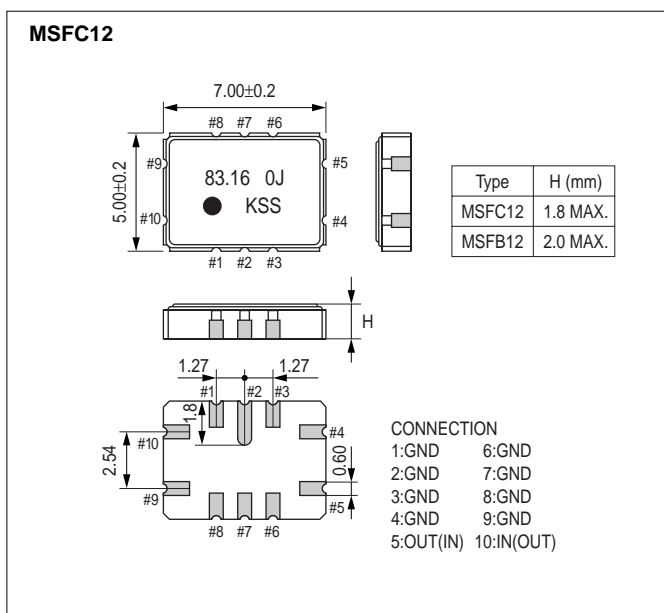 MSFC12
7.00±0.2
#8 #7 #6
#9 #5
5.00±0.2
83.16 0J
KSS
#10 #4
#1 #2 #3
Type H (mm)
MSFC12 1.8 MAX.
MSFB12 2.0 MAX.
H
1.27 1.27
#1 #2 #3
1.8
#10 #4
2.54
0.60
#9 #5
#8 #7 #6
CONNECTION
1:GND 6:GND
2:GND 7:GND
3:GND 8:GND
4:GND 9:GND
5:OUT(IN) 10:IN(OUT)